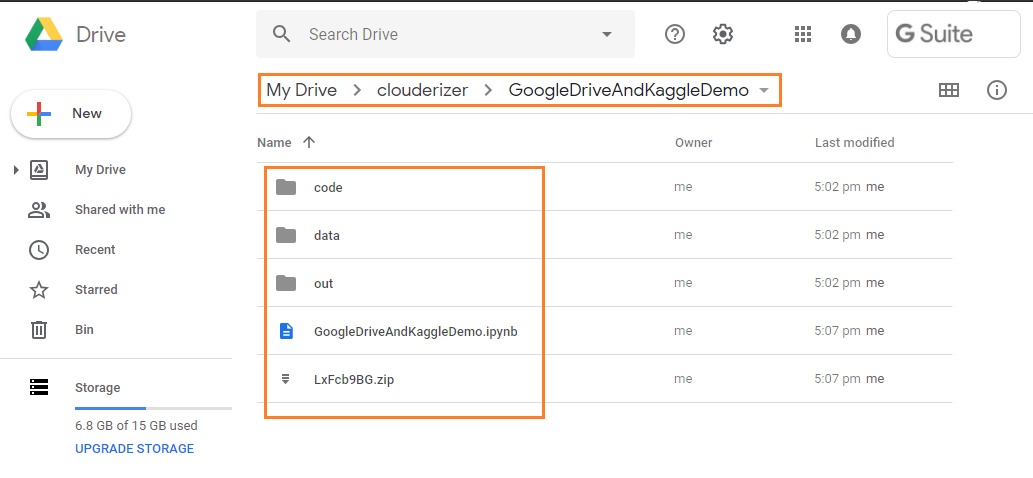 Drive
Search Drive
G Suite
My Drive > clouderizer > GoogleDriveAndKaggleDemo
New
Name Owner Last modified
My Drive
Shared with me
Recent
Starred
Bin
code me 5:02 pm me
data me 5:02 pm me
out me 5:02 pm me
GoogleDriveAndKaggleDemo.ipynb me 5:07 pm me
LxFcb9BG.zip me 5:07 pm me
Storage
6.8 GB of 15 GB used
UPGRADE STORAGE